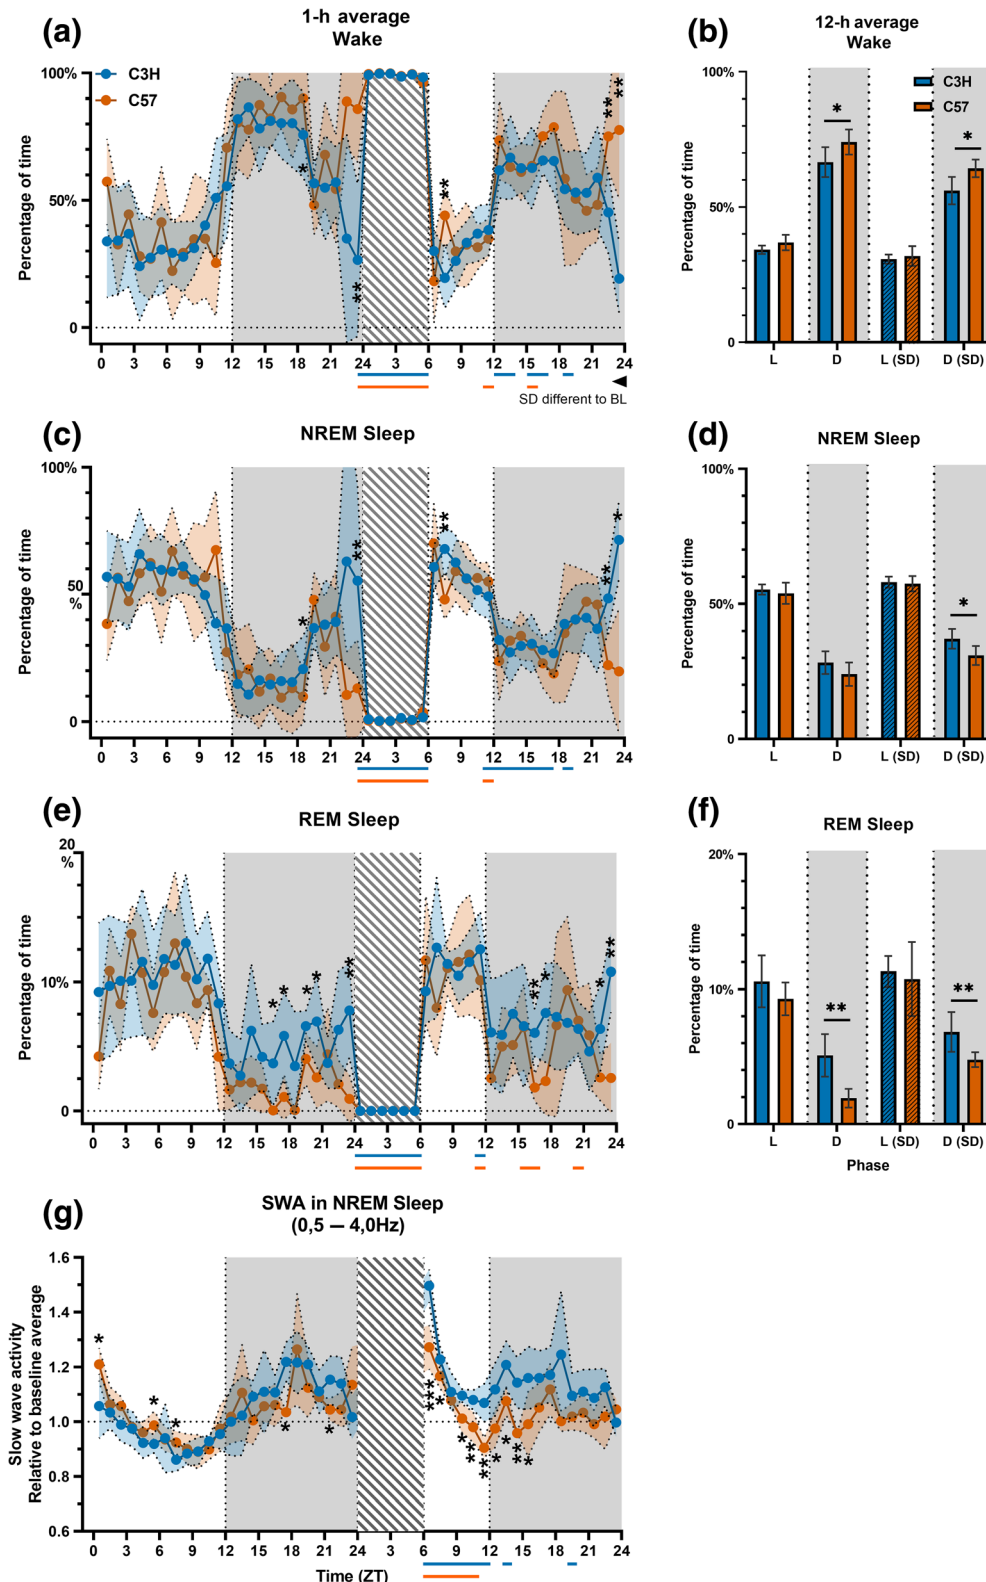 (a)
1-h average
Wake
C3H
C57
100%
50%
0
Percentage of time
**
**
**
*
**
0 3 6 9 12 15 18 21 24 3 6 9 12 15 18 21 24
SD different to BL
(b)
12-h average
Wake
C3H
C57
100%
50%
0
Percentage of time
*
*
L D L (SD) D (SD)
(c)
NREM Sleep
100%
50
%
0
Percentage of time
*
**
**
**
*
0 3 6 9 12 15 18 21 24 3 6 9 12 15 18 21 24
(d)
NREM Sleep
100%
50%
0
Percentage of time
*
L D L (SD) D (SD)
(e)
REM Sleep
20
%
10%
0
Percentage of time
*
*
*
*
**
**
*
*
**
0 3 6 9 12 15 18 21 24 3 6 9 12 15 18 21 24
(f)
REM Sleep
20%
10%
0
Percentage of time
**
**
L D L (SD) D (SD)
Phase
(g)
SWA in NREM Sleep
(0,5 — 4,0Hz)
1.6
1.4
1.2
1.0
0.8
0.6
Slow wave activity
Relative to baseline average
*
*
*
*
*
***
*
*
**
***
*
*
**
*
0 3 6 9 12 15 18 21 24 3 6 9 12 15 18 21 24
Time (ZT)